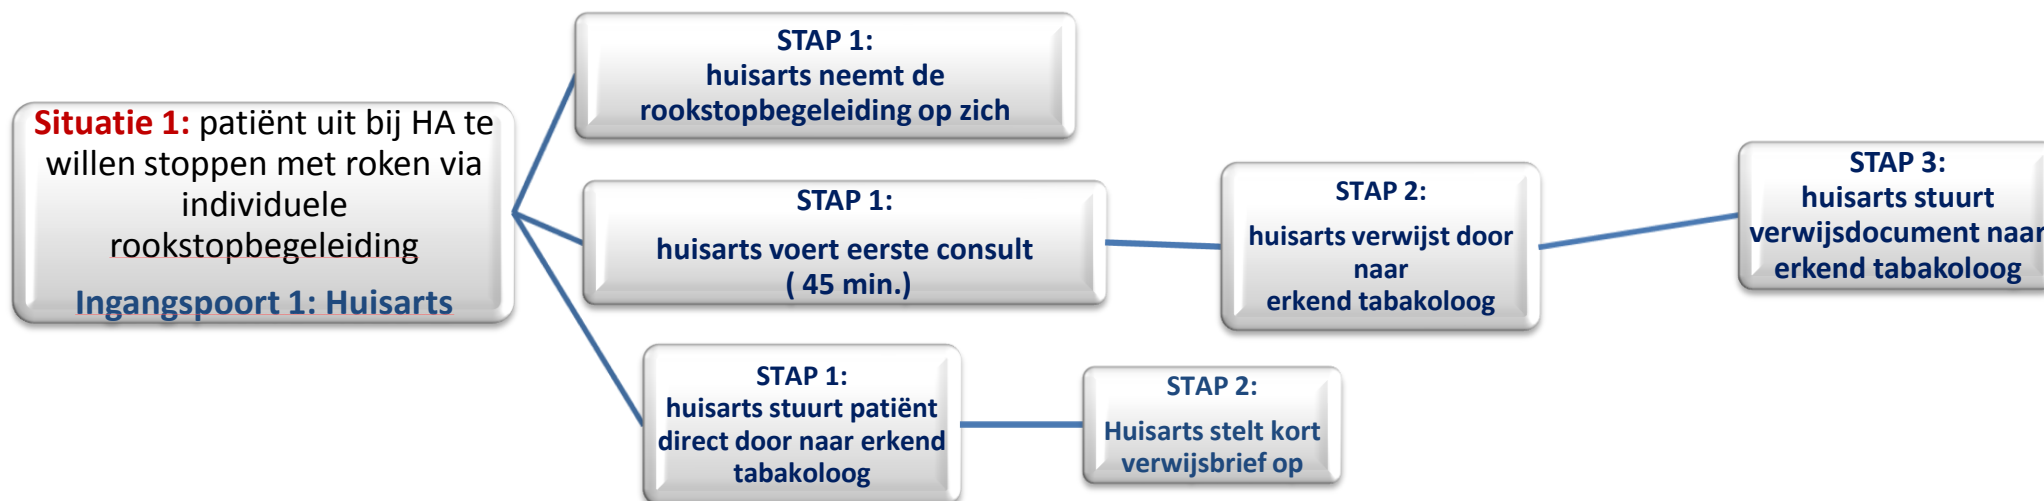 Situatie 1: patiënt uit bij HA te
willen stoppen met roken via
individuele
rookstopbegeleiding
Ingangspoort 1: Huisarts
STAP 1:
huisarts neemt de
rookstopbegeleiding op zich
STAP 1:
huisarts voert eerste consult
( 45 min.)
STAP 2:
huisarts verwijst door
naar
erkend tabakoloog
STAP 3:
huisarts stuurt
verwijsdocument naar
erkend tabakoloog
STAP 1:
huisarts stuurt patiënt
direct door naar erkend
tabakoloog
STAP 2:
Huisarts stelt kort
verwijsbrief op